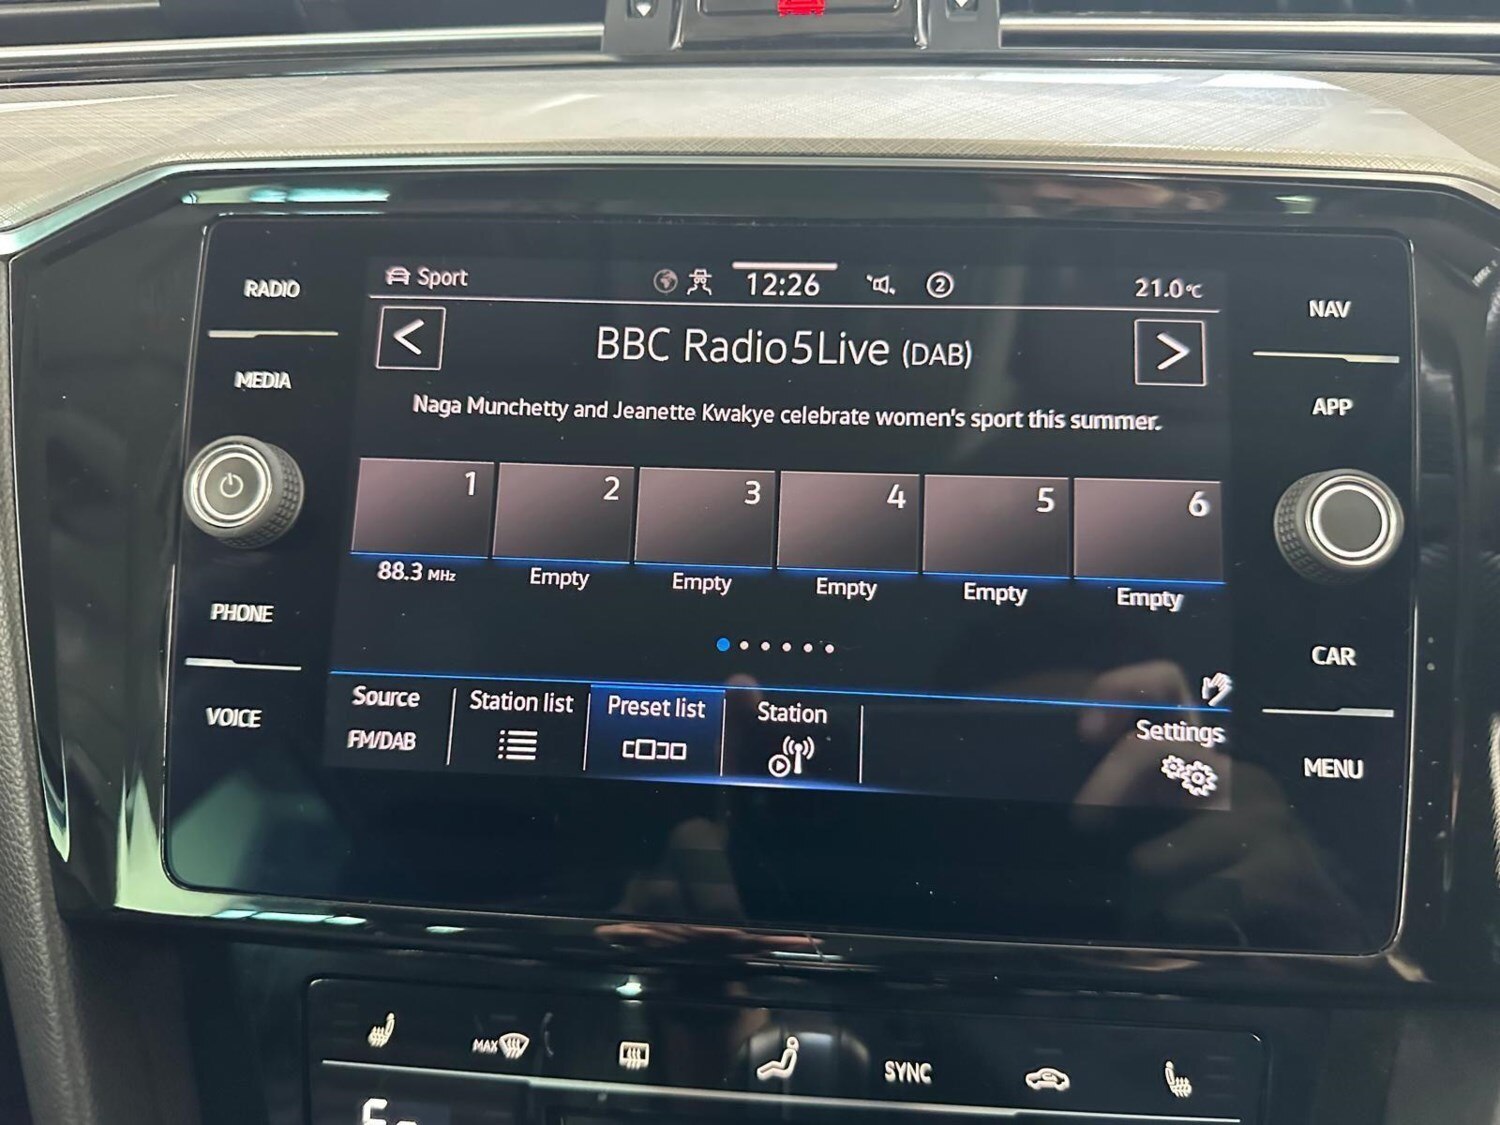 RADIO
MEDIA
PHONE
VOICE
Sport
12:26
2
21.0°C
<
BBC Radio5Live (DAB)
>
Naga Munchetty and Jeanette Kwakye celebrate women's sport this summer.
1 2 3 4 5 6
88.3 MHz Empty Empty Empty Empty Empty
Source
FM/DAB
Station list
Preset list
Station
Settings
NAV
APP
CAR
MENU
MAX
SYNC